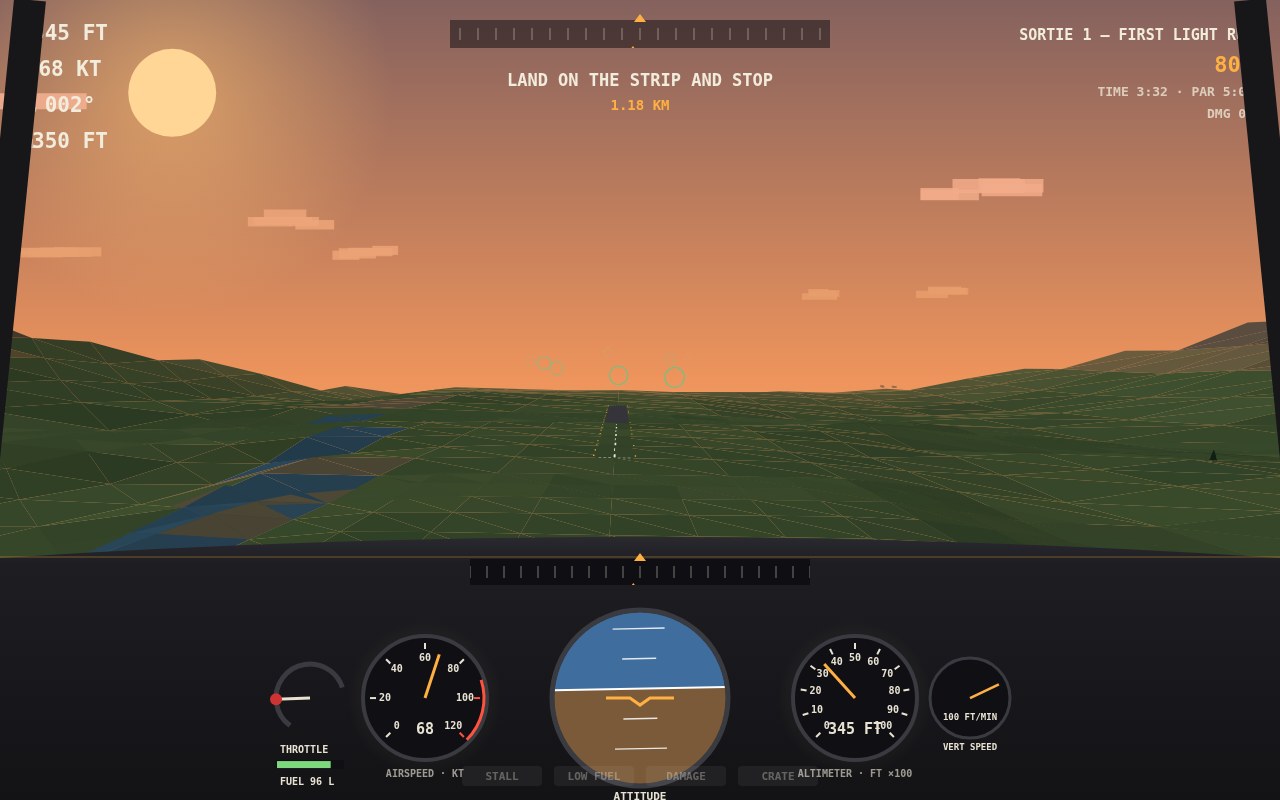 45 FT
68 KT
002°
350 FT
LAND ON THE STRIP AND STOP
1.18 KM
SORTIE 1 — FIRST LIGHT
80
TIME 3:32 · PAR
DMG
THROTTLE
FUEL 96 L
0 20 40 60 80 100 120
68
AIRSPEED · KT
STALL
LOW FUEL
DAMAGE
CRATE
ATTITUDE
0 10 20 30 40 50 60 70 80 90 100
345 FT
ALTIMETER · FT ×100
100 FT/MIN
VERT SPEED